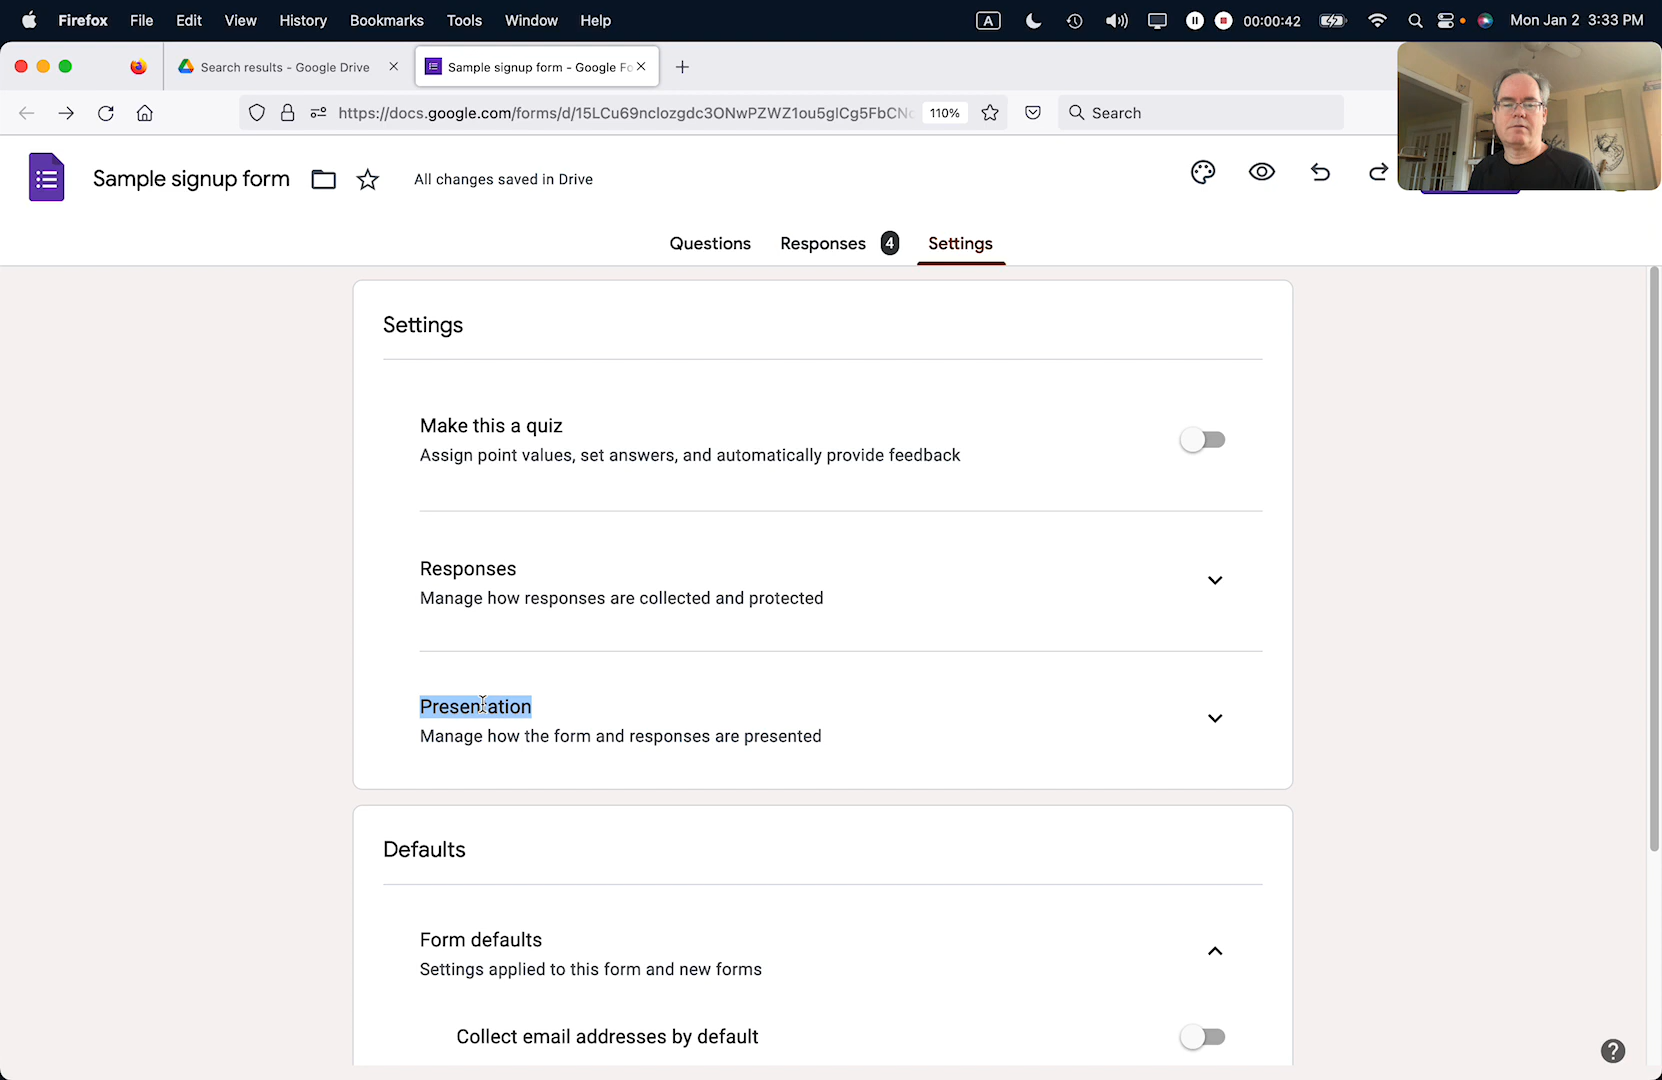 Firefox File Edit View History Bookmarks Tools Window Help A 00:00:42 Mon Jan 2 3:33 PM
Search results - Google Drive Sample signup form - Google Fo
https://docs.google.com/forms/d/15LCu69nclozgdc3ONwPZWZ1ou5glCg5FbCNc 110% Search
Sample signup form All changes saved in Drive
Questions Responses 4 Settings
Settings
Make this a quiz
Assign point values, set answers, and automatically provide feedback
Responses
Manage how responses are collected and protected
Presentation
Manage how the form and responses are presented
Defaults
Form defaults
Settings applied to this form and new forms
Collect email addresses by default
?